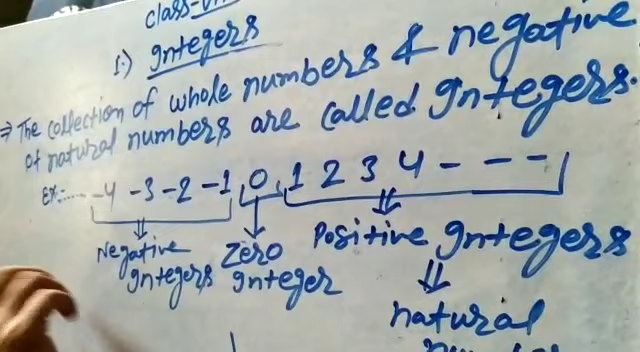 class-VII
1.) Integers
⇒ The collection of whole numbers & negative
of natural numbers are called Integers.
Ex:- ..... -4 -3 -2 -1, 0, 1 2 3 4 - - -
Negative Integers
Zero Integer
Positive Integers
natural